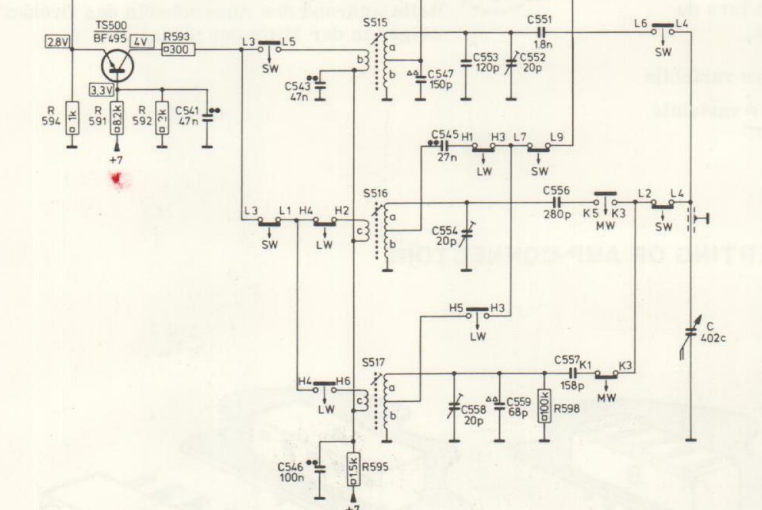 S515
C551
1.8n
L6 L4
SW
TS500
BF495
2.8V
4V
R593
300
L3 L5
SW
a
b
b
C543
47n
C547
150p
C553
120p
C552
20p
3.3V
R
594
1k
R
591
8.2k
R
592
2k
C541
47n
+7
C545
27n
H1 H3
LW
L7 L9
SW
S516
a
b
c
C554
20p
C556
280p
K5 K3
MW
L2 L4
SW
L3 L1
SW
H4 H2
LW
H5 H3
LW
C
402c
S517
a
b
c
H4 H6
LW
C557
158p
K1 K3
MW
C558
20p
C559
68p
100k
R598
C546
100n
1.5k
R595
+7